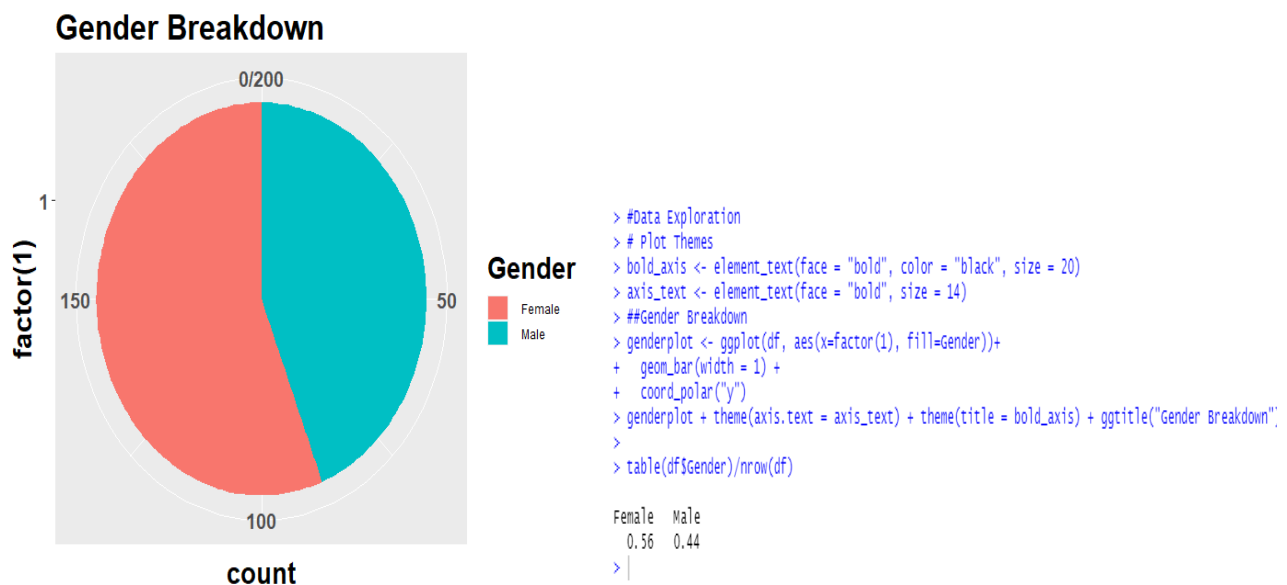 Gender Breakdown
0/200
1
factor(1)
150
50
100
count
Gender
Female
Male
> #Data Exploration
> # Plot Themes
> bold_axis <- element_text(face = "bold", color = "black", size = 20)
> axis_text <- element_text(face = "bold", size = 14)
> ##Gender Breakdown
> genderplot <- ggplot(df, aes(x=factor(1), fill=Gender))+
+   geom_bar(width = 1) +
+   coord_polar("y")
> genderplot + theme(axis.text = axis_text) + theme(title = bold_axis) + ggtitle("Gender Breakdown")
>
> table(df$Gender)/nrow(df)
Female   Male
  0.56   0.44
>